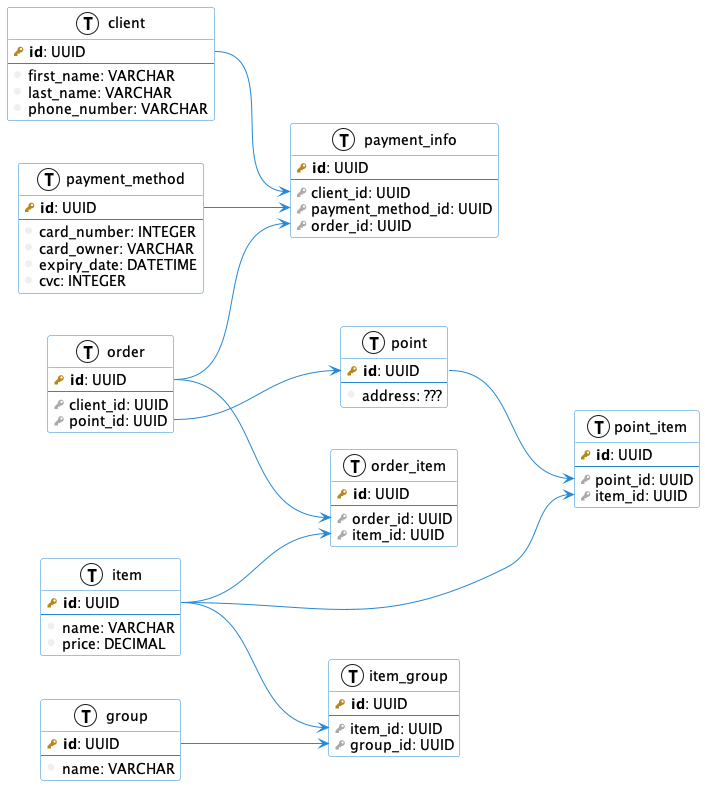 T client
id: UUID
first_name: VARCHAR
last_name: VARCHAR
phone_number: VARCHAR
T payment_info
id: UUID
client_id: UUID
payment_method_id: UUID
order_id: UUID
T payment_method
id: UUID
card_number: INTEGER
card_owner: VARCHAR
expiry_date: DATETIME
cvc: INTEGER
T order
id: UUID
client_id: UUID
point_id: UUID
T point
id: UUID
address: ???
T point_item
id: UUID
point_id: UUID
item_id: UUID
T order_item
id: UUID
order_id: UUID
item_id: UUID
T item
id: UUID
name: VARCHAR
price: DECIMAL
T item_group
id: UUID
item_id: UUID
group_id: UUID
T group
id: UUID
name: VARCHAR